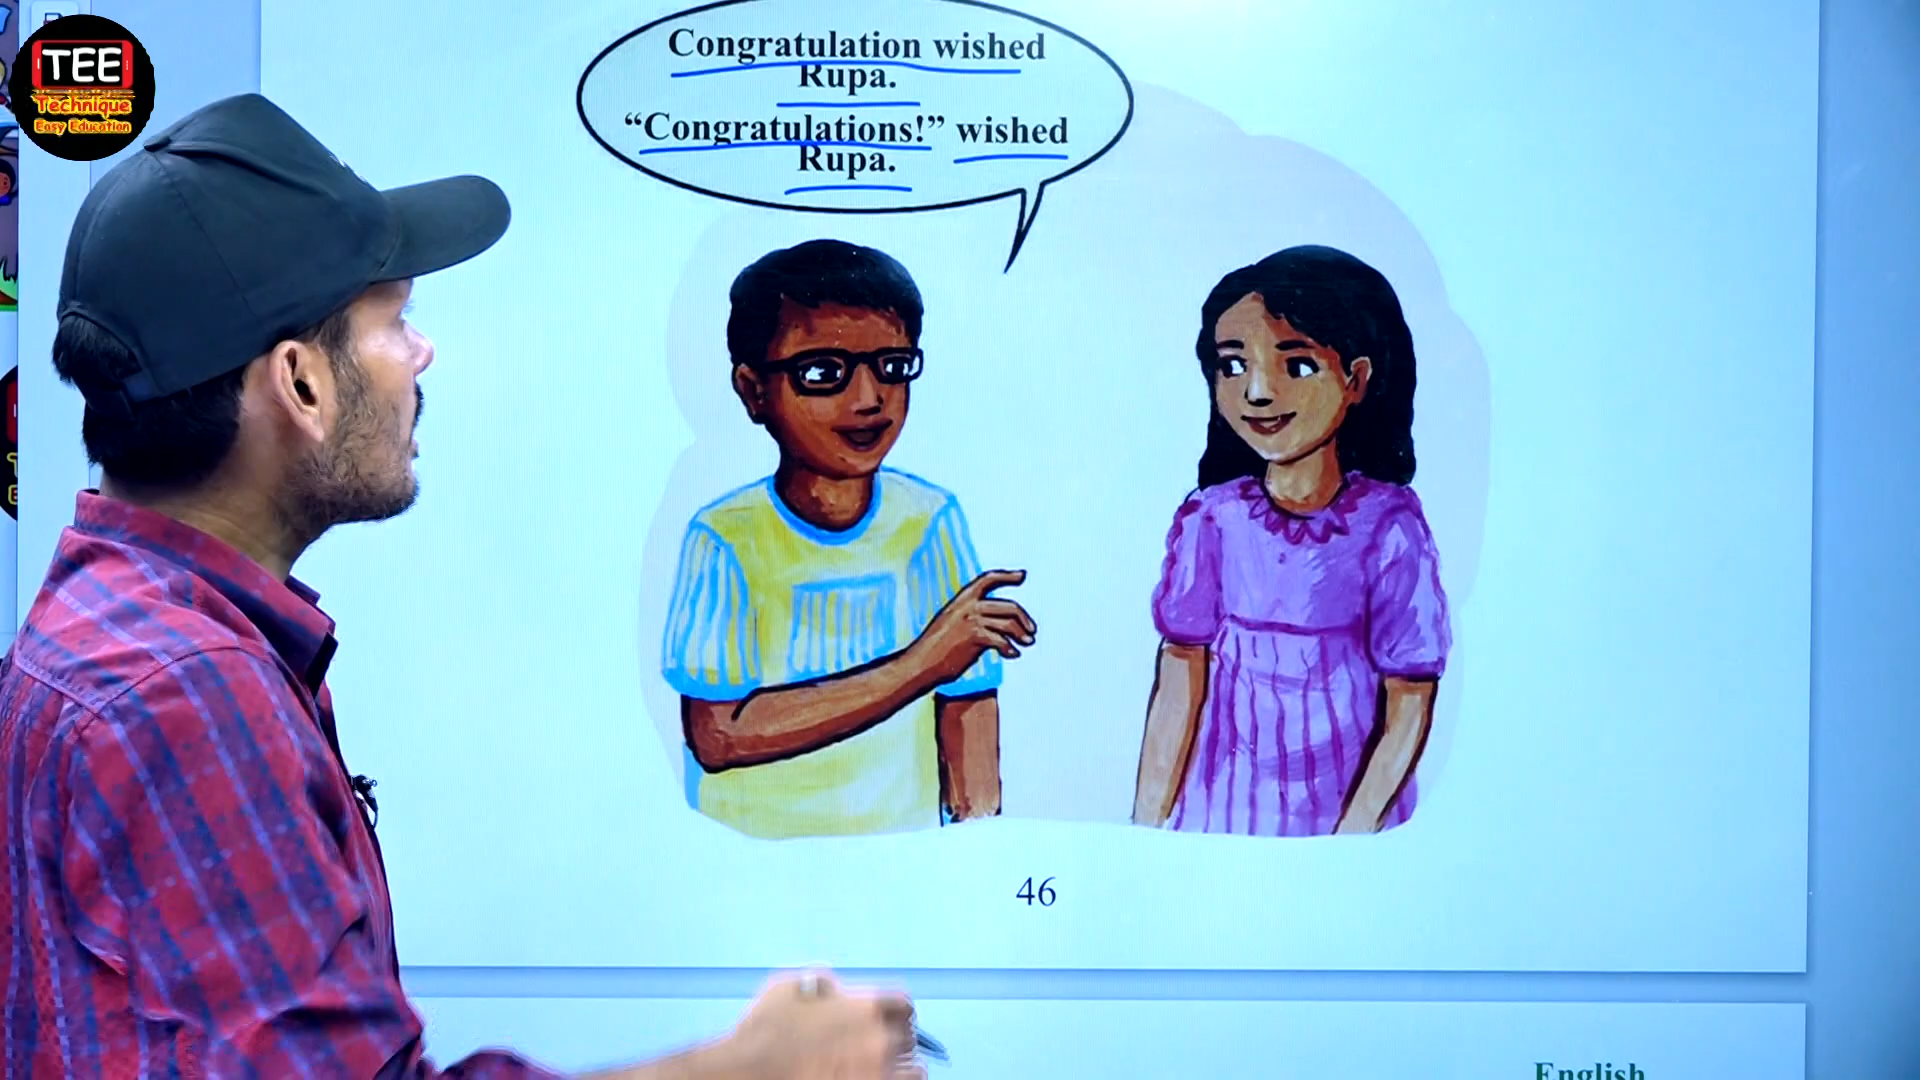 TEE
Technique
Easy Education
Congratulation wished
Rupa.
“Congratulations!” wished
Rupa.
46
English